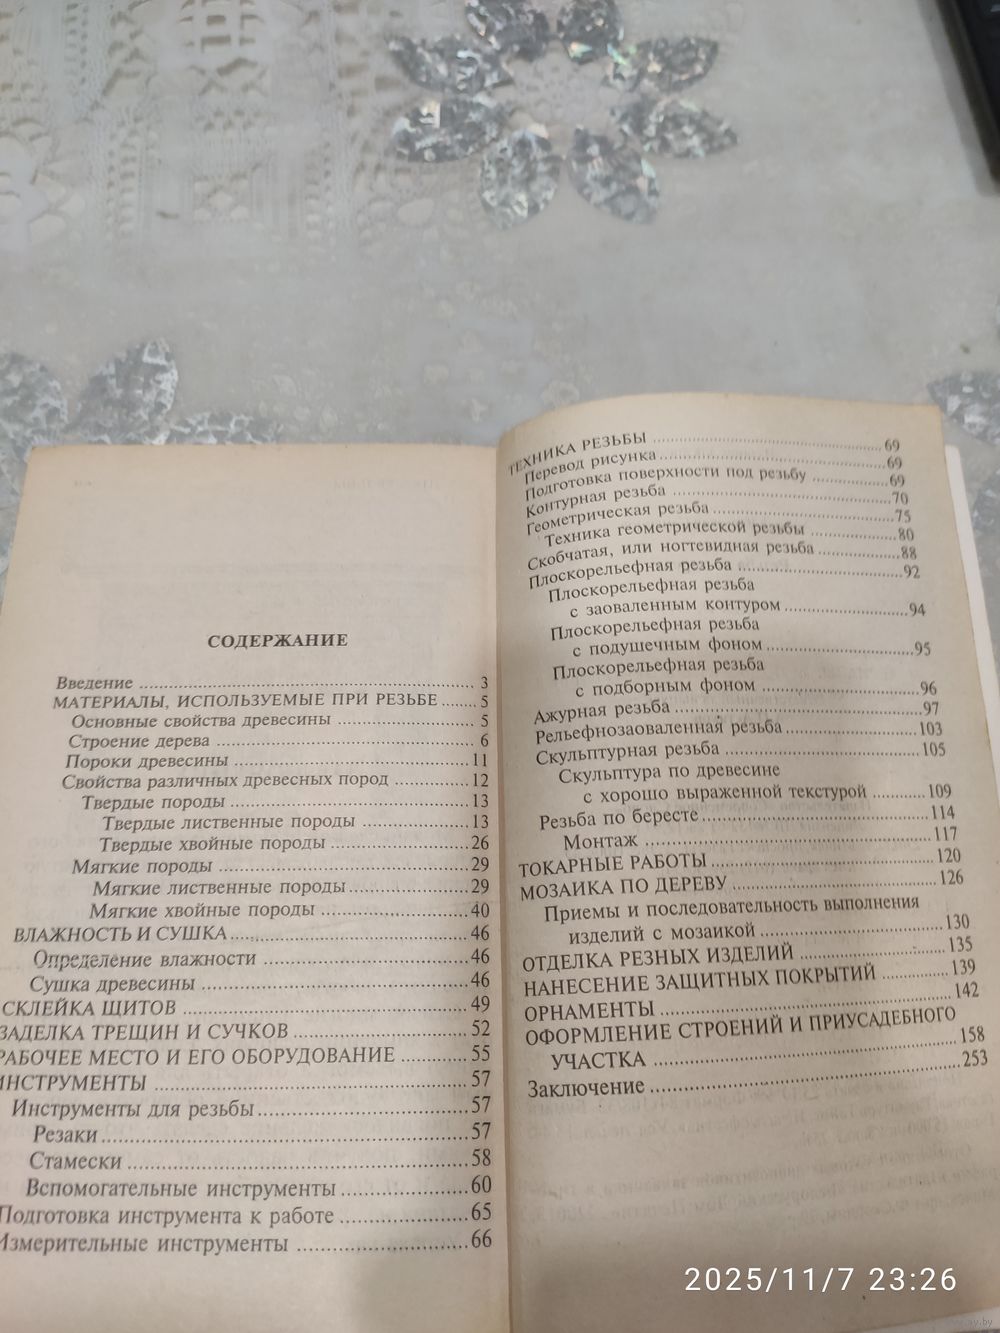 СОДЕРЖАНИЕ
Введение ........ 3
МАТЕРИАЛЫ, ИСПОЛЬЗУЕМЫЕ ПРИ РЕЗЬБЕ ........ 5
Основные свойства древесины ........ 5
Строение дерева ........ 6
Пороки древесины ........ 11
Свойства различных древесных пород ........ 12
Твердые породы ........ 13
Твердые лиственные породы ........ 13
Твердые хвойные породы ........ 26
Мягкие породы ........ 29
Мягкие лиственные породы ........ 29
Мягкие хвойные породы ........ 40
ВЛАЖНОСТЬ И СУШКА ........ 46
Определение влажности ........ 46
Сушка древесины ........ 46
СКЛЕЙКА ЩИТОВ ........ 49
ЗАДЕЛКА ТРЕЩИН И СУЧКОВ ........ 52
РАБОЧЕЕ МЕСТО И ЕГО ОБОРУДОВАНИЕ ........ 55
ИНСТРУМЕНТЫ ........ 57
Инструменты для резьбы ........ 57
Резаки ........ 57
Стамески ........ 58
Вспомогательные инструменты ........ 60
Подготовка инструмента к работе ........ 65
Измерительные инструменты ........ 66
ТЕХНИКА РЕЗЬБЫ ........ 69
Перевод рисунка ........ 69
Подготовка поверхности под резьбу ........ 69
Контурная резьба ........ 70
Геометрическая резьба ........ 75
Техника геометрической резьбы ........ 80
Скобчатая, или ногтевидная резьба ........ 88
Плоскорельефная резьба ........ 92
Плоскорельефная резьба
с заоваленным контуром ........ 94
Плоскорельефная резьба
с подушечным фоном ........ 95
Плоскорельефная резьба
с подборным фоном ........ 96
Ажурная резьба ........ 97
Рельефнозаоваленная резьба ........ 103
Скульптурная резьба ........ 105
Скульптура по древесине
с хорошо выраженной текстурой ........ 109
Резьба по бересте ........ 114
Монтаж ........ 117
ТОКАРНЫЕ РАБОТЫ ........ 120
МОЗАИКА ПО ДЕРЕВУ ........ 126
Приемы и последовательность выполнения
изделий с мозаикой ........ 130
ОТДЕЛКА РЕЗНЫХ ИЗДЕЛИЙ ........ 135
НАНЕСЕНИЕ ЗАЩИТНЫХ ПОКРЫТИЙ ........ 139
ОРНАМЕНТЫ ........ 142
ОФОРМЛЕНИЕ СТРОЕНИЙ И ПРИУСАДЕБНОГО
УЧАСТКА ........ 158
Заключение ........ 253
2025/11/7 23:26